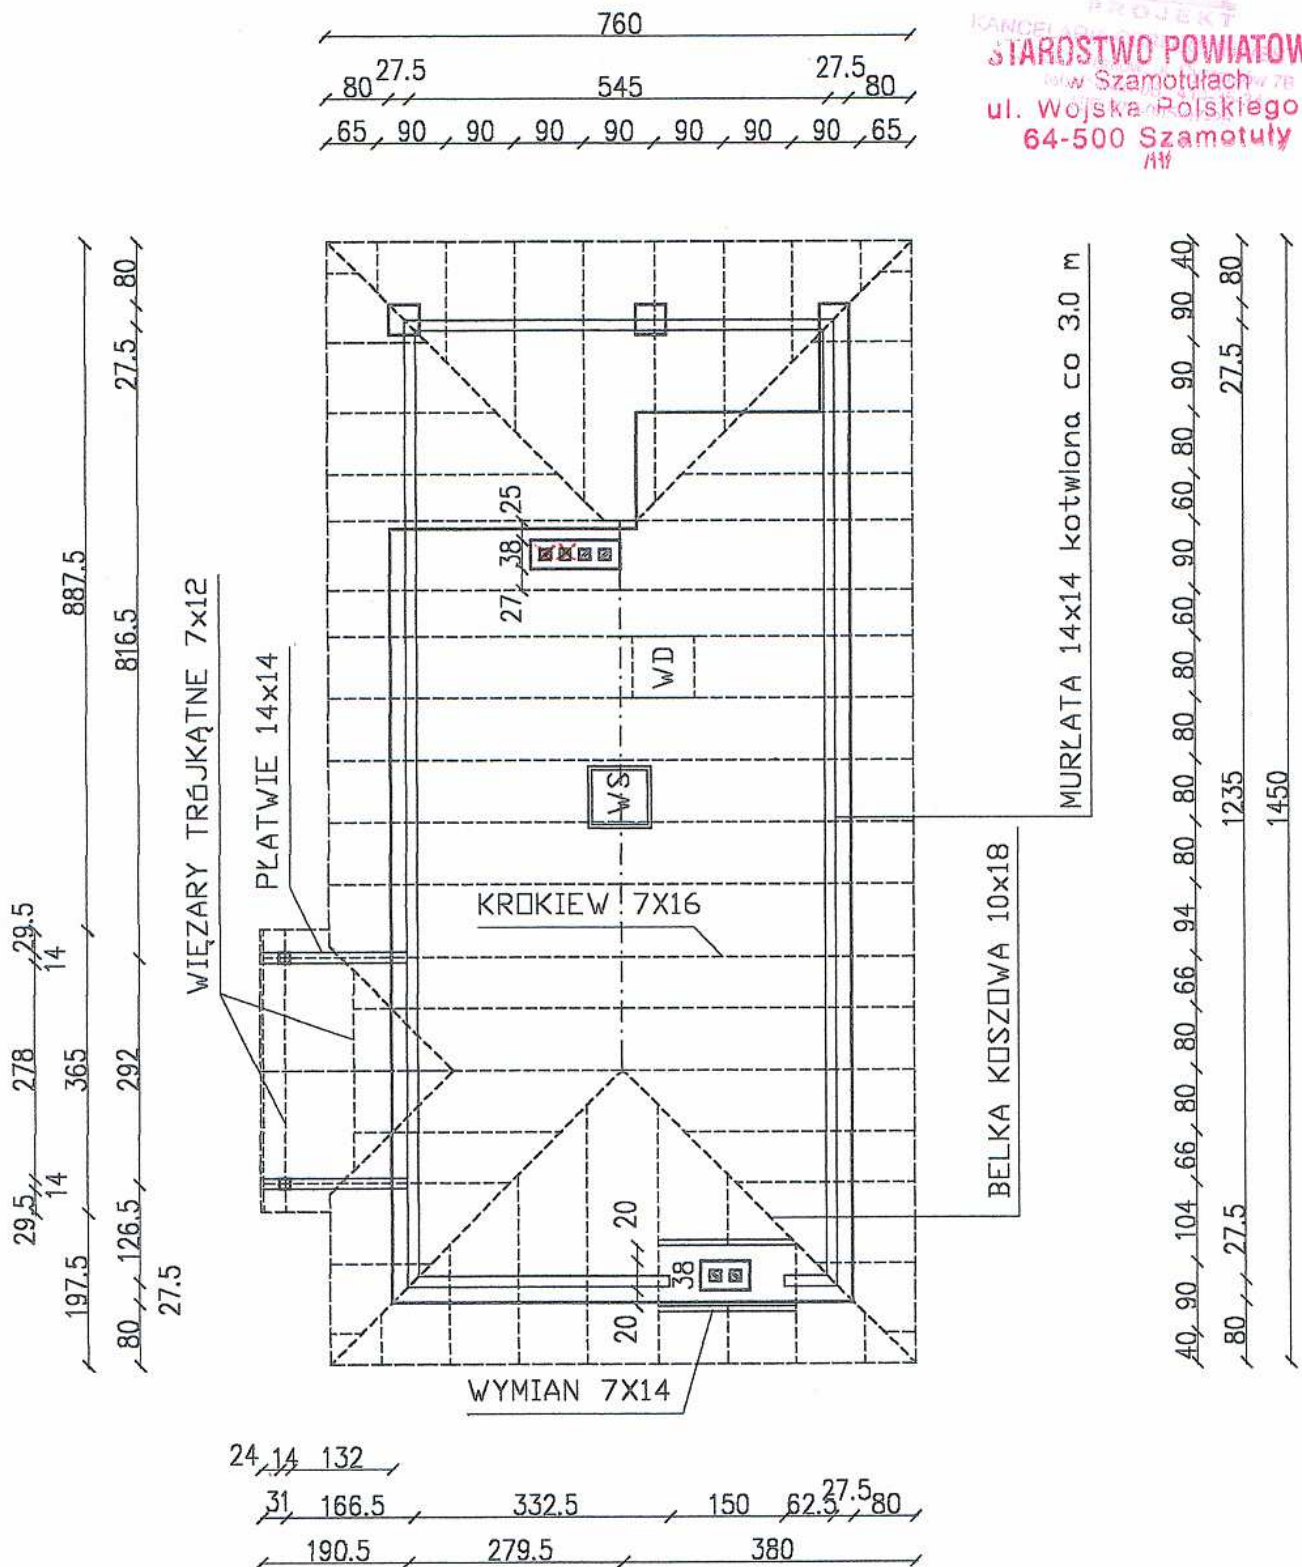 PROJEKT
STAROSTWO POWIATOW
w Szamotułach
ul. Wojska Polskiego
64-500 Szamotuły
760
80 27.5 545 27.5 80
65 90 90 90 90 90 90 90 65
887.5
365
197.5
80
27.5
816.5
292
126.5
27.5
80
29.5
14
278
14
29.5
WIĘZARY TRÓJKĄTNE 7x12
PŁATWIE 14x14
25
38
27
WD
WS
KROKIEW 7X16
20
38
20
WYMIAN 7X14
BELKA KOSZOWA 10x18
MURŁATA 14x14 kotwiona co 3.0 m
40
90
90
80
60
90
60
80
80
80
80
94
66
80
80
66
104
90
40
80
27.5
1235
27.5
80
1450
24 14 132
31 166.5 332.5 150 62.5 27.5 80
190.5 279.5 380